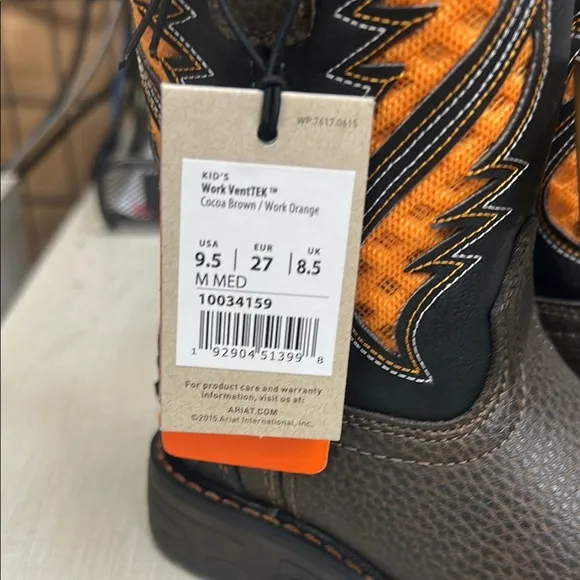 WP.7617.0615
KID'S
Work VentTEK™
Cocoa Brown / Work Orange
USA EUR UK
9.5 | 27 | 8.5
M MED
10034159
1 92904 51399 8
For product care and warranty
information, visit us at:
ARIAT.COM
©2015 Ariat International, Inc.